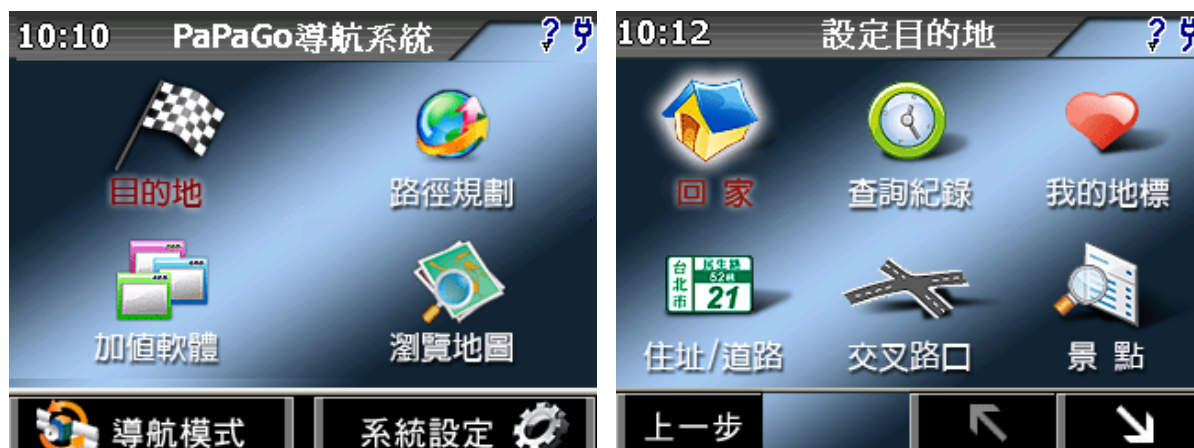 10:10 PaPaGo導航系統
目的地 路徑規劃
加值軟體 瀏覽地圖
導航模式 系統設定
10:12 設定目的地
回家 查詢紀錄 我的地標
台北市 民生路 52巷 21
住址/道路 交叉路口 景點
上一步